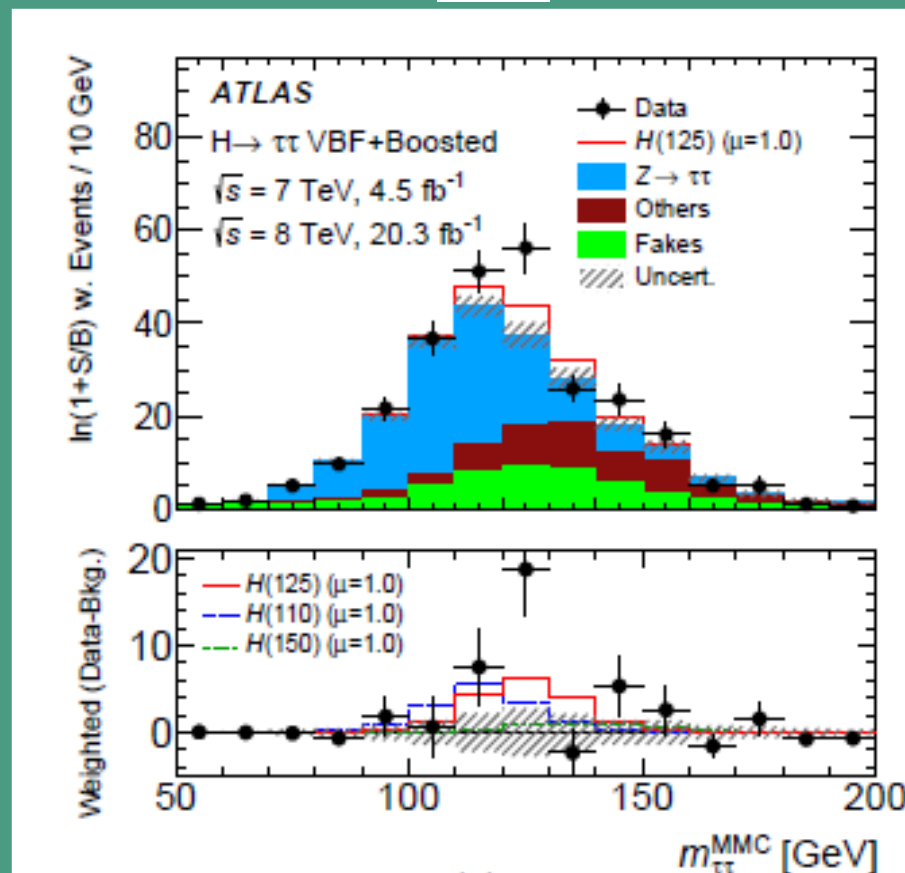 ATLAS
H→ ττ VBF+Boosted
√s = 7 TeV, 4.5 fb⁻¹
√s = 8 TeV, 20.3 fb⁻¹
Data
H(125) (μ=1.0)
Z→ ττ
Others
Fakes
Uncert.
ln(1+S/B) w. Events / 10 GeV
80
60
40
20
0
Weighted (Data-Bkg.)
20
10
0
H(125) (μ=1.0)
H(110) (μ=1.0)
H(150) (μ=1.0)
50 100 150 200
m_ττ^MMC [GeV]